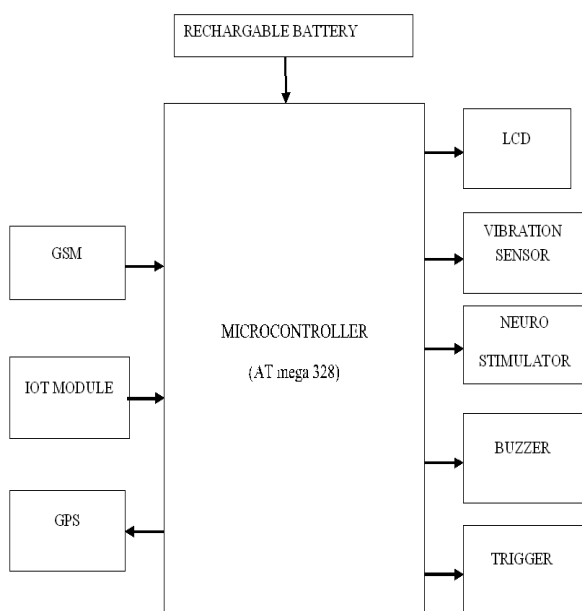 RECHARGABLE BATTERY
LCD
GSM
VIBRATION
SENSOR
MICROCONTROLLER
(AT mega 328)
NEURO
STIMULATOR
IOT MODULE
BUZZER
GPS
TRIGGER